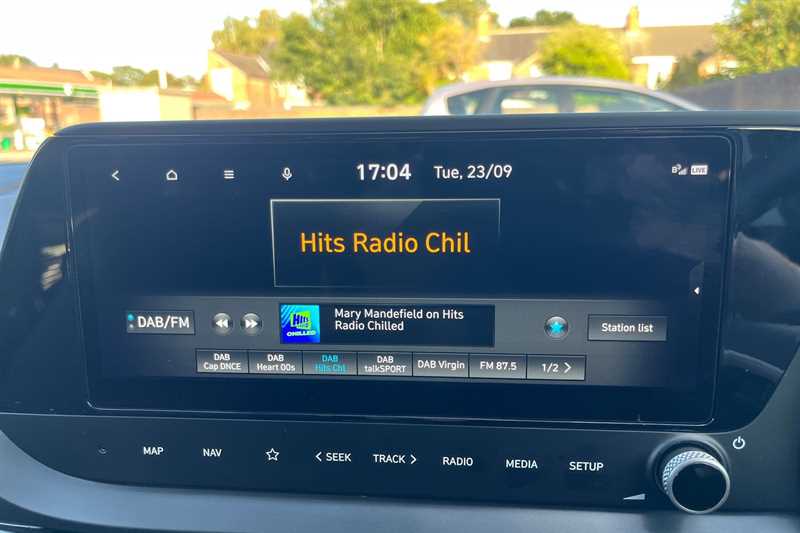 17:04 Tue, 23/09
LIVE
Hits Radio Chil
DAB/FM
Hits
CHILLED
Mary Mandefield on Hits
Radio Chilled
Station list
DAB
Cap DNCE
DAB
Heart 00s
DAB
Hits Chl
DAB
talkSPORT
DAB Virgin
FM 87.5
1/2
MAP
NAV
SEEK
TRACK
RADIO
MEDIA
SETUP